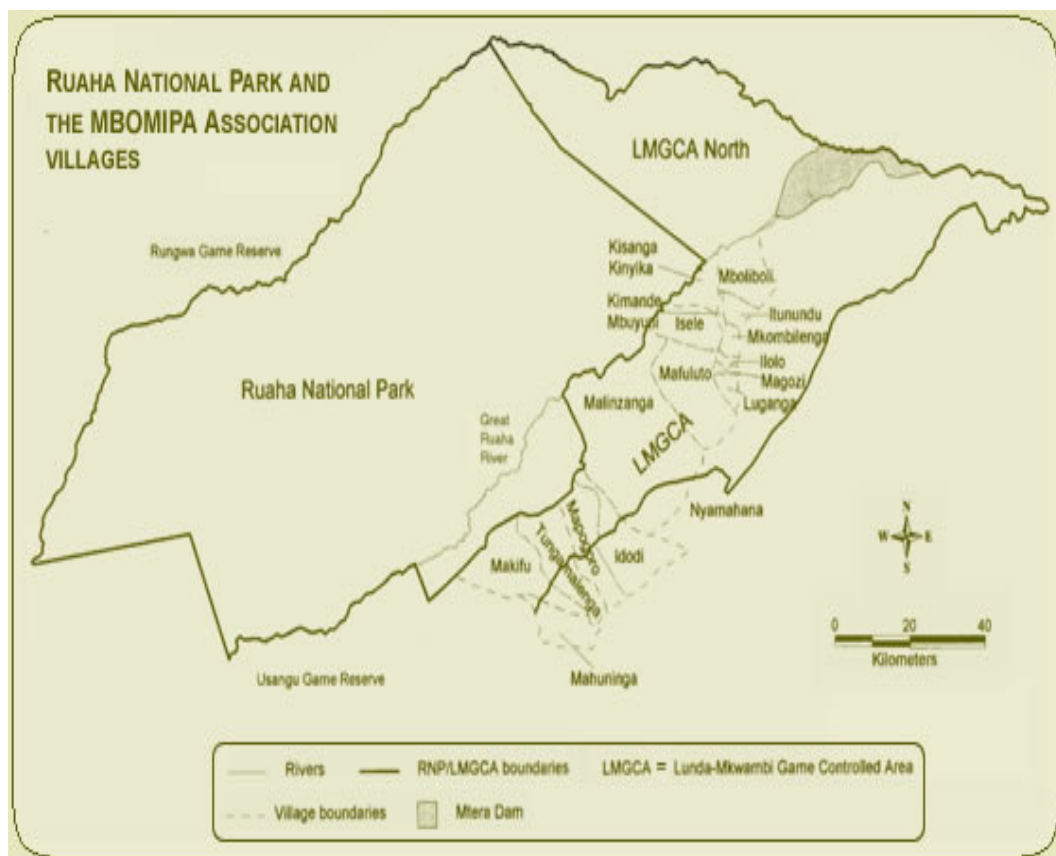 RUAHA NATIONAL PARK AND
THE MBOMIPA ASSOCIATION
VILLAGES
LMGCA North
Rungwa Game Reserve
Kisanga
Kinyika
Mboliboli
Kimande
Mbuyuni
Isele
Itunundu
Mkombilenga
Ilolo
Mafuluto
Magozi
Luganga
Ruaha National Park
Malinzanga
LMGCA
Great
Ruaha
River
Nyamahana
Mapogoro
Idodi
Tungamalenga
Makifu
Mahuninga
Usangu Game Reserve
N
W E
S
0 20 40
Kilometers
Rivers
RNP/LMGCA boundaries
LMGCA = Lunda-Mkwambi Game Controlled Area
Village boundaries
Mtera Dam